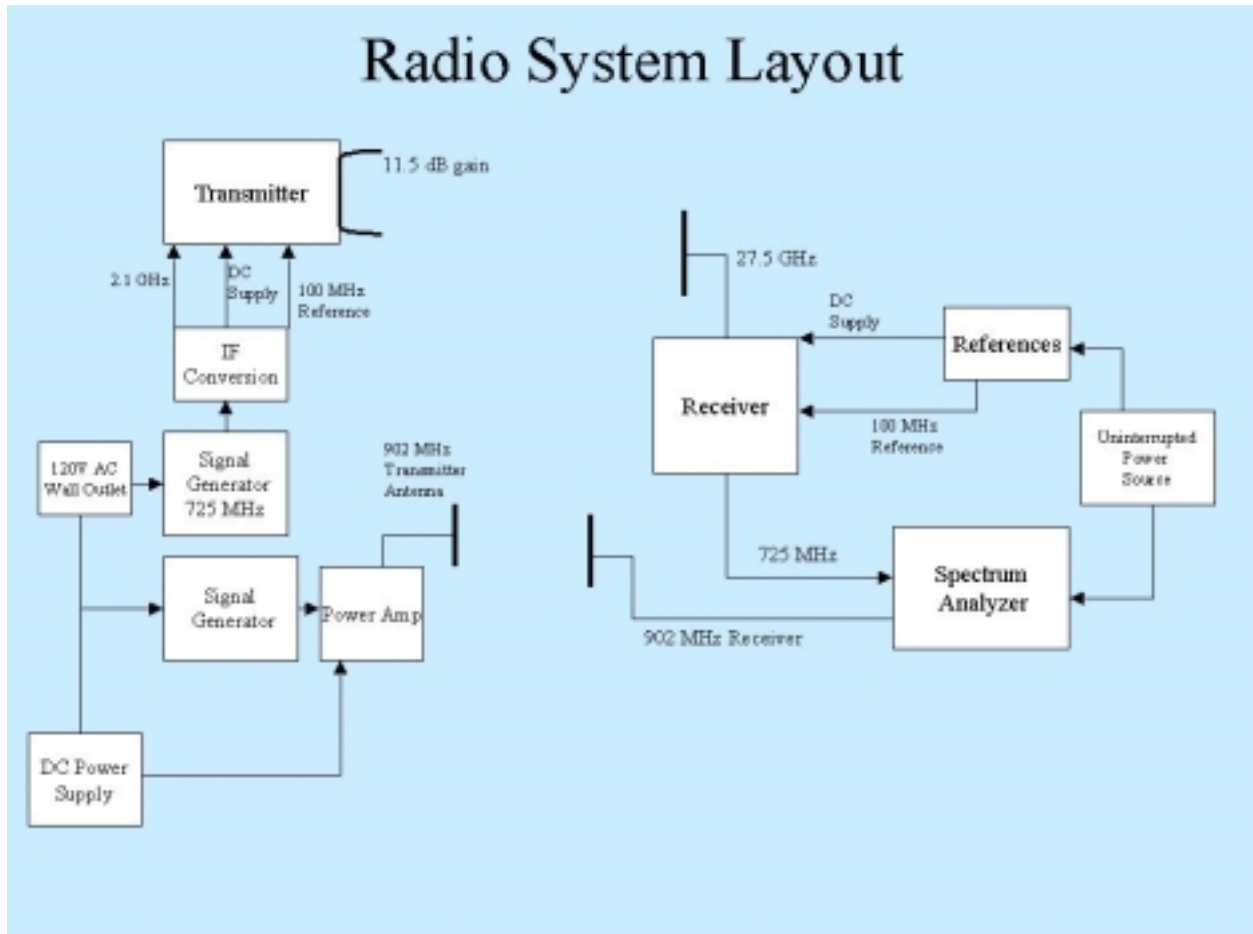 Radio System Layout
11.5 dB gain
Transmitter
2.1 GHz
DC
Supply
100 MHz
Reference
IF
Conversion
120V AC
Wall Outlet
Signal
Generator
725 MHz
902 MHz
Transmitter
Antenna
Signal
Generator
Power Amp
DC Power
Supply
27.5 GHz
DC
Supply
References
Receiver
100 MHz
Reference
Uninterrupted
Power
Source
725 MHz
Spectrum
Analyzer
902 MHz Receiver